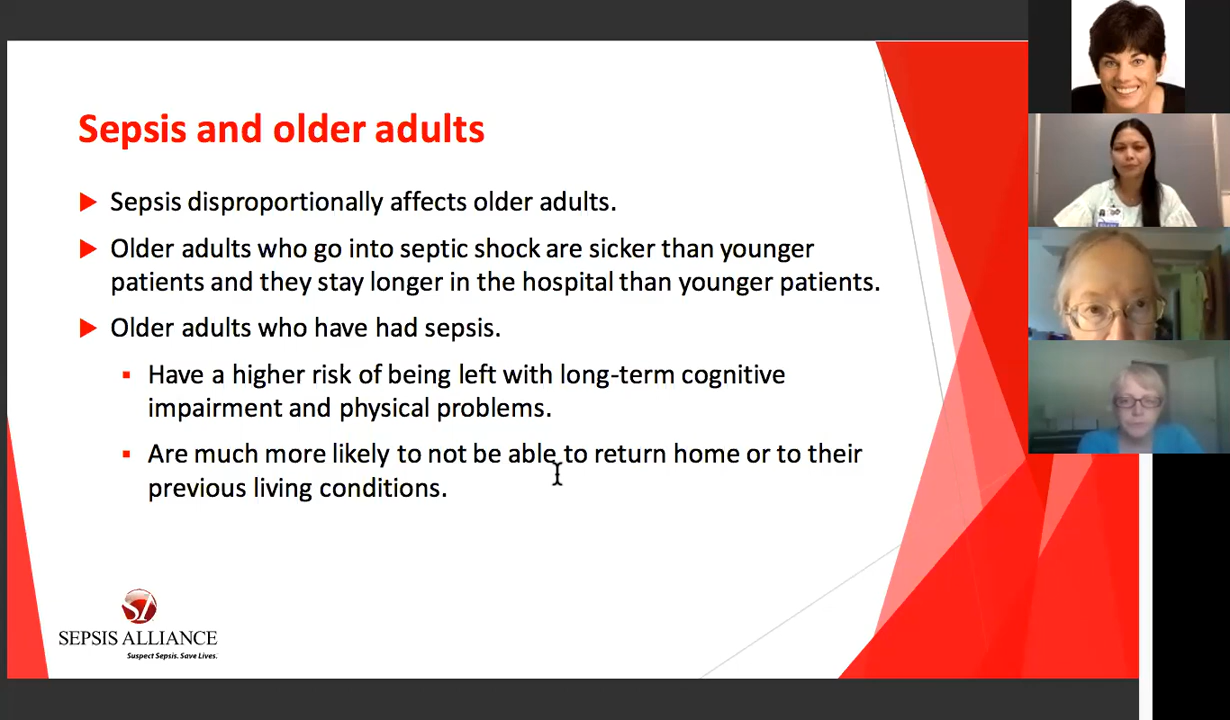 Sepsis and older adults
Sepsis disproportionally affects older adults.
Older adults who go into septic shock are sicker than younger
patients and they stay longer in the hospital than younger patients.
Older adults who have had sepsis.
Have a higher risk of being left with long-term cognitive
impairment and physical problems.
Are much more likely to not be able to return home or to their
previous living conditions.
SEPSIS ALLIANCE
Suspect Sepsis. Save Lives.